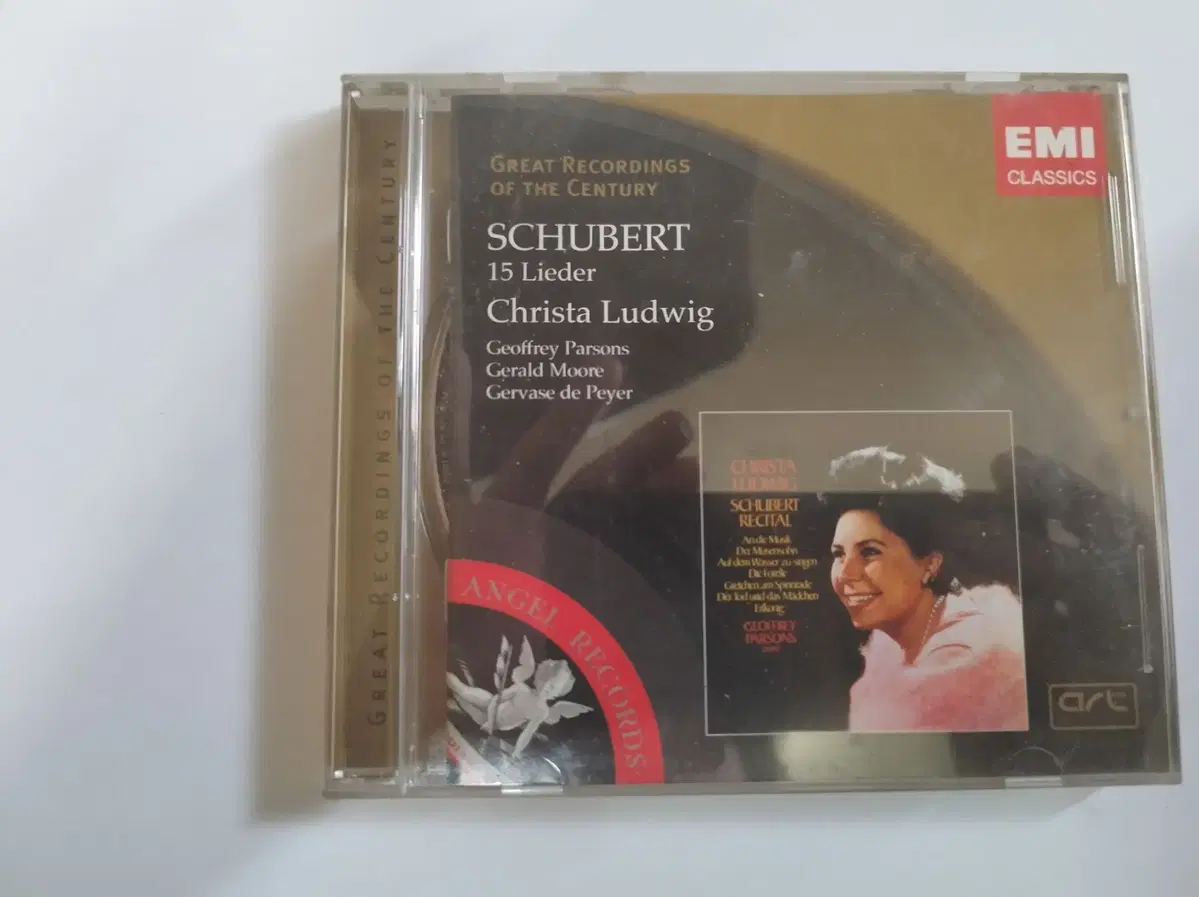 GREAT RECORDINGS OF THE CENTURY
GREAT RECORDINGS
OF THE CENTURY
EMI
CLASSICS
SCHUBERT
15 Lieder
Christa Ludwig
Geoffrey Parsons
Gerald Moore
Gervase de Peyer
CHRISTA
LUDWIG
SCHUBERT
RECITAL
An die Musik
Der Musensohn
Auf dem Wasser zu singen
Die Forelle
Gretchen am Spinnrade
Der Tod und das Mädchen
Erlkönig
GEOFFREY
PARSONS
ANGEL RECORDS
art